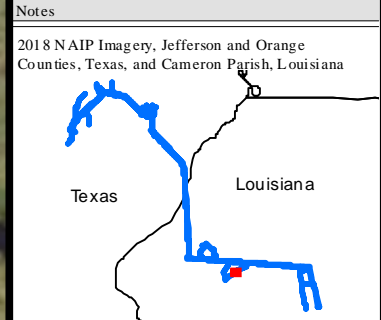 Notes
2018 NAIP Imagery, Jefferson and Orange
Counties, Texas, and Cameron Parish, Louisiana
Louisiana
Texas